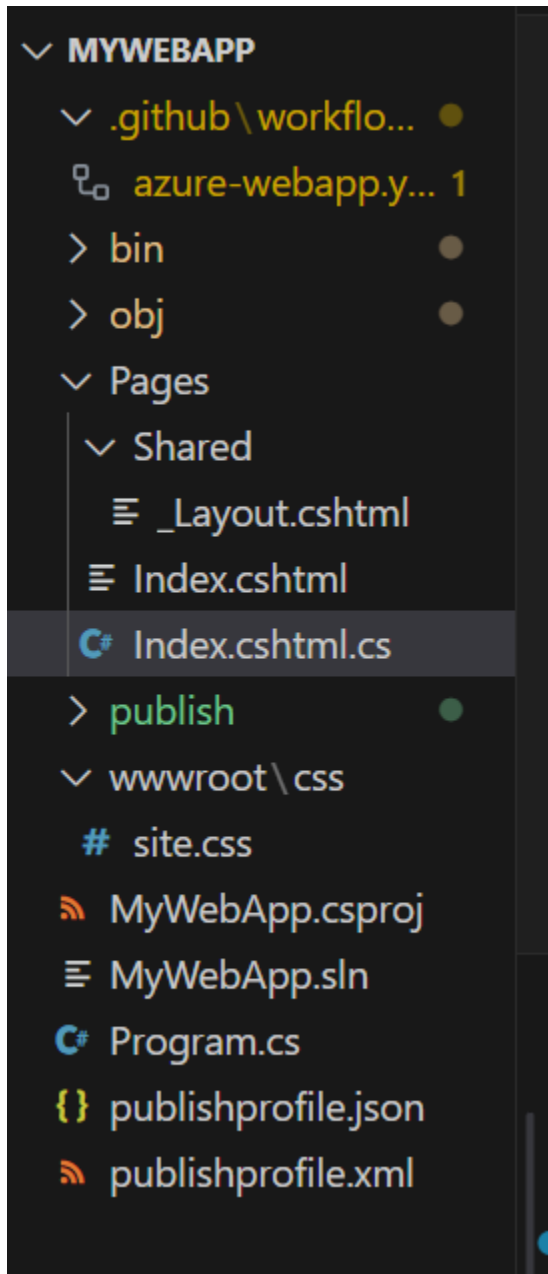 MYWEBAPP
.github\workflo...
azure-webapp.y... 1
bin
obj
Pages
Shared
_Layout.cshtml
Index.cshtml
C# Index.cshtml.cs
publish
wwwroot\css
# site.css
MyWebApp.csproj
MyWebApp.sln
C# Program.cs
{} publishprofile.json
publishprofile.xml